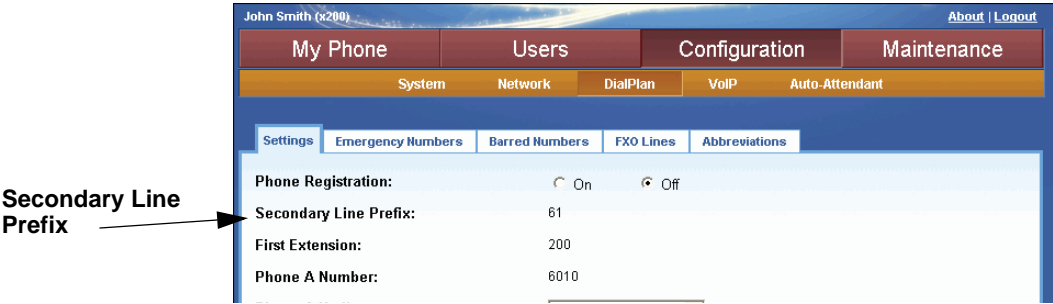 John Smith (x200) About | Logout
My Phone Users Configuration Maintenance
System Network DialPlan VoIP Auto-Attendant
Settings Emergency Numbers Barred Numbers FXO Lines Abbreviations
Phone Registration: On Off
Secondary Line Prefix
Secondary Line Prefix: 61
First Extension: 200
Phone A Number: 6010